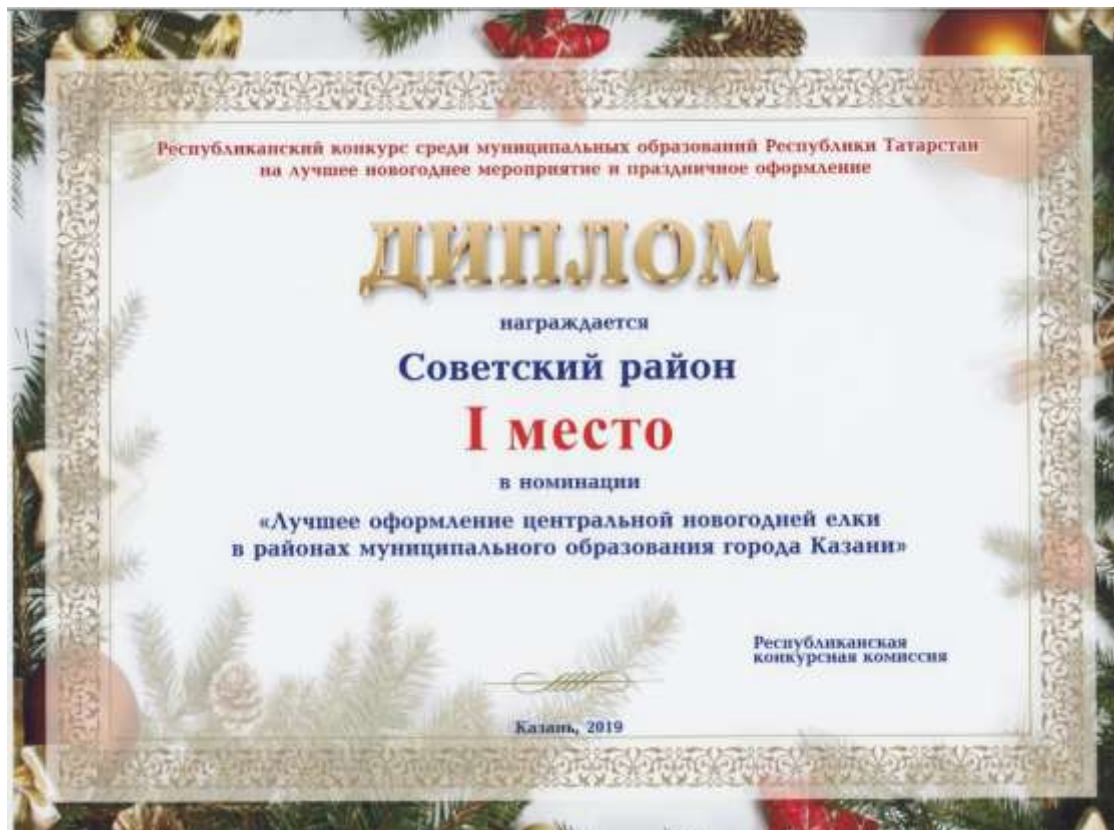 Республиканский конкурс среди муниципальных образований Республики Татарстан
на лучшее новогоднее мероприятие и праздничное оформление
ДИПЛОМ
награждается
Советский район
I место
в номинации
«Лучшее оформление центральной новогодней елки
в районах муниципального образования города Казани»
Республиканская
конкурсная комиссия
Казань, 2019